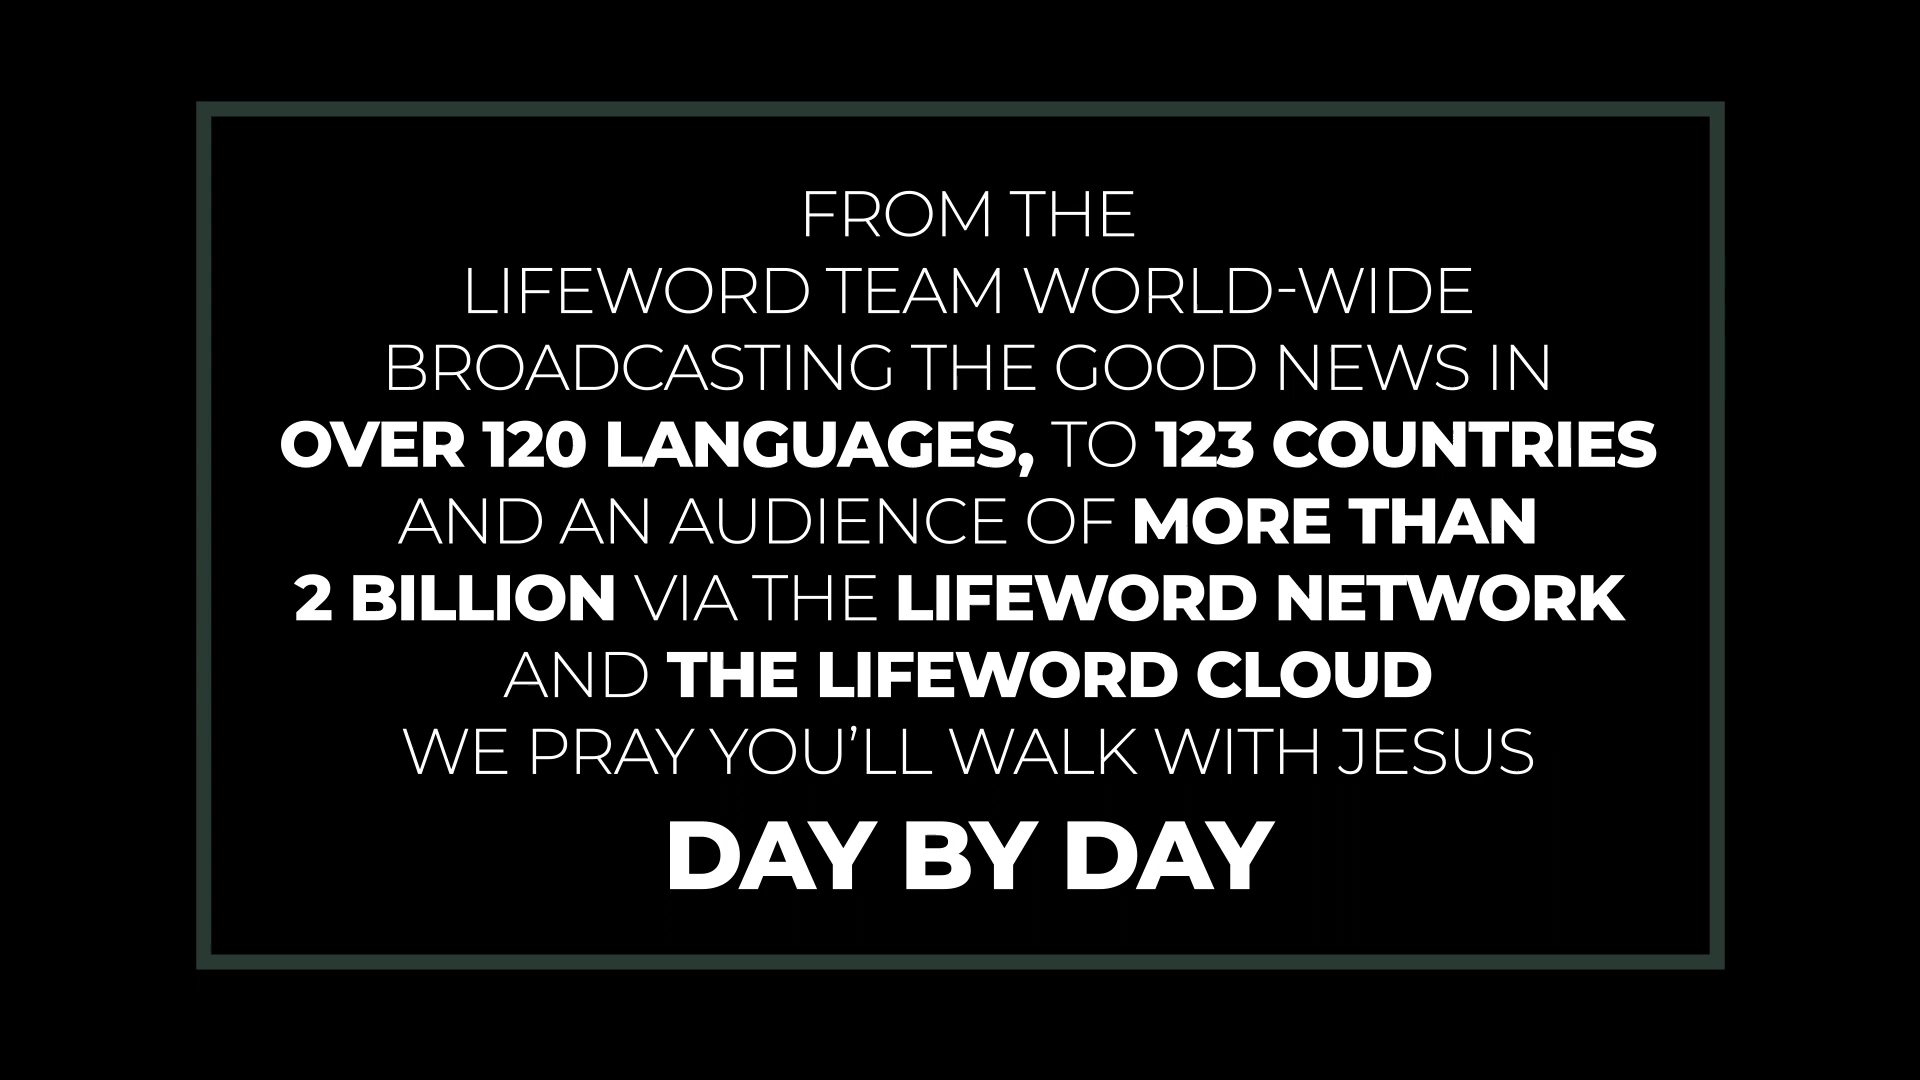 FROM THE
LIFEWORD TEAM WORLD-WIDE
BROADCASTING THE GOOD NEWS IN
OVER 120 LANGUAGES, TO 123 COUNTRIES
AND AN AUDIENCE OF MORE THAN
2 BILLION VIA THE LIFEWORD NETWORK
AND THE LIFEWORD CLOUD
WE PRAY YOU’LL WALK WITH JESUS
DAY BY DAY